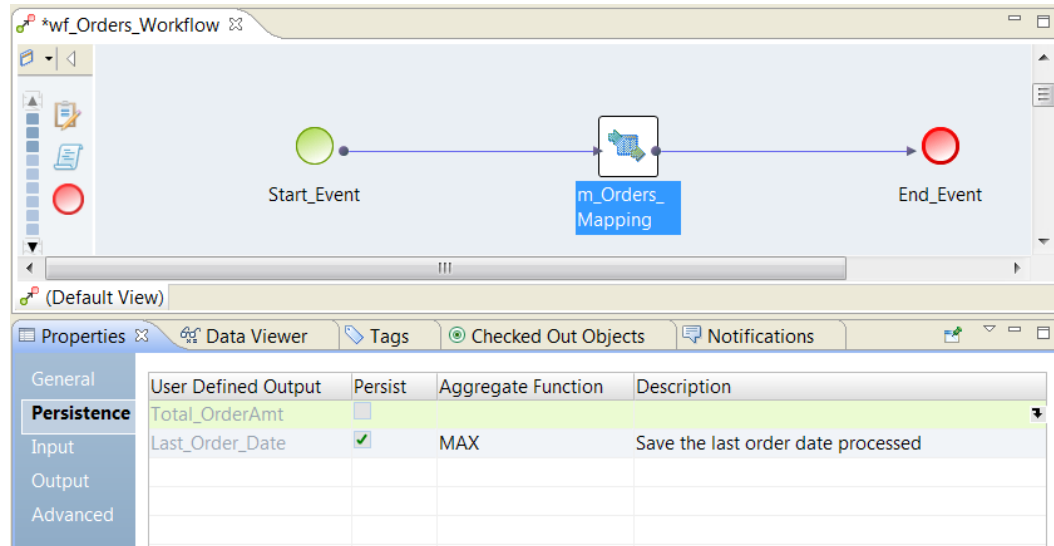 *wf_Orders_Workflow
Start_Event
m_Orders_
Mapping
End_Event
(Default View)
Properties Data Viewer Tags Checked Out Objects Notifications
General
Persistence
Input
Output
Advanced
User Defined Output Persist Aggregate Function Description
Total_OrderAmt
Last_Order_Date MAX Save the last order date processed